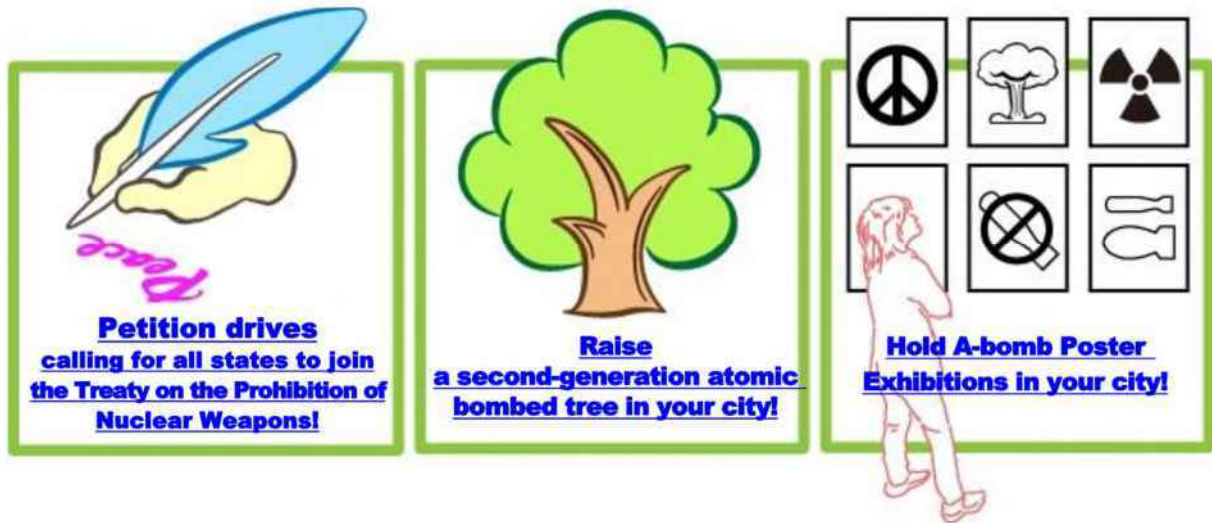 Peace
Petition drives
calling for all states to join
the Treaty on the Prohibition of
Nuclear Weapons!
Raise
a second-generation atomic
bombed tree in your city!
Hold A-bomb Poster
Exhibitions in your city!